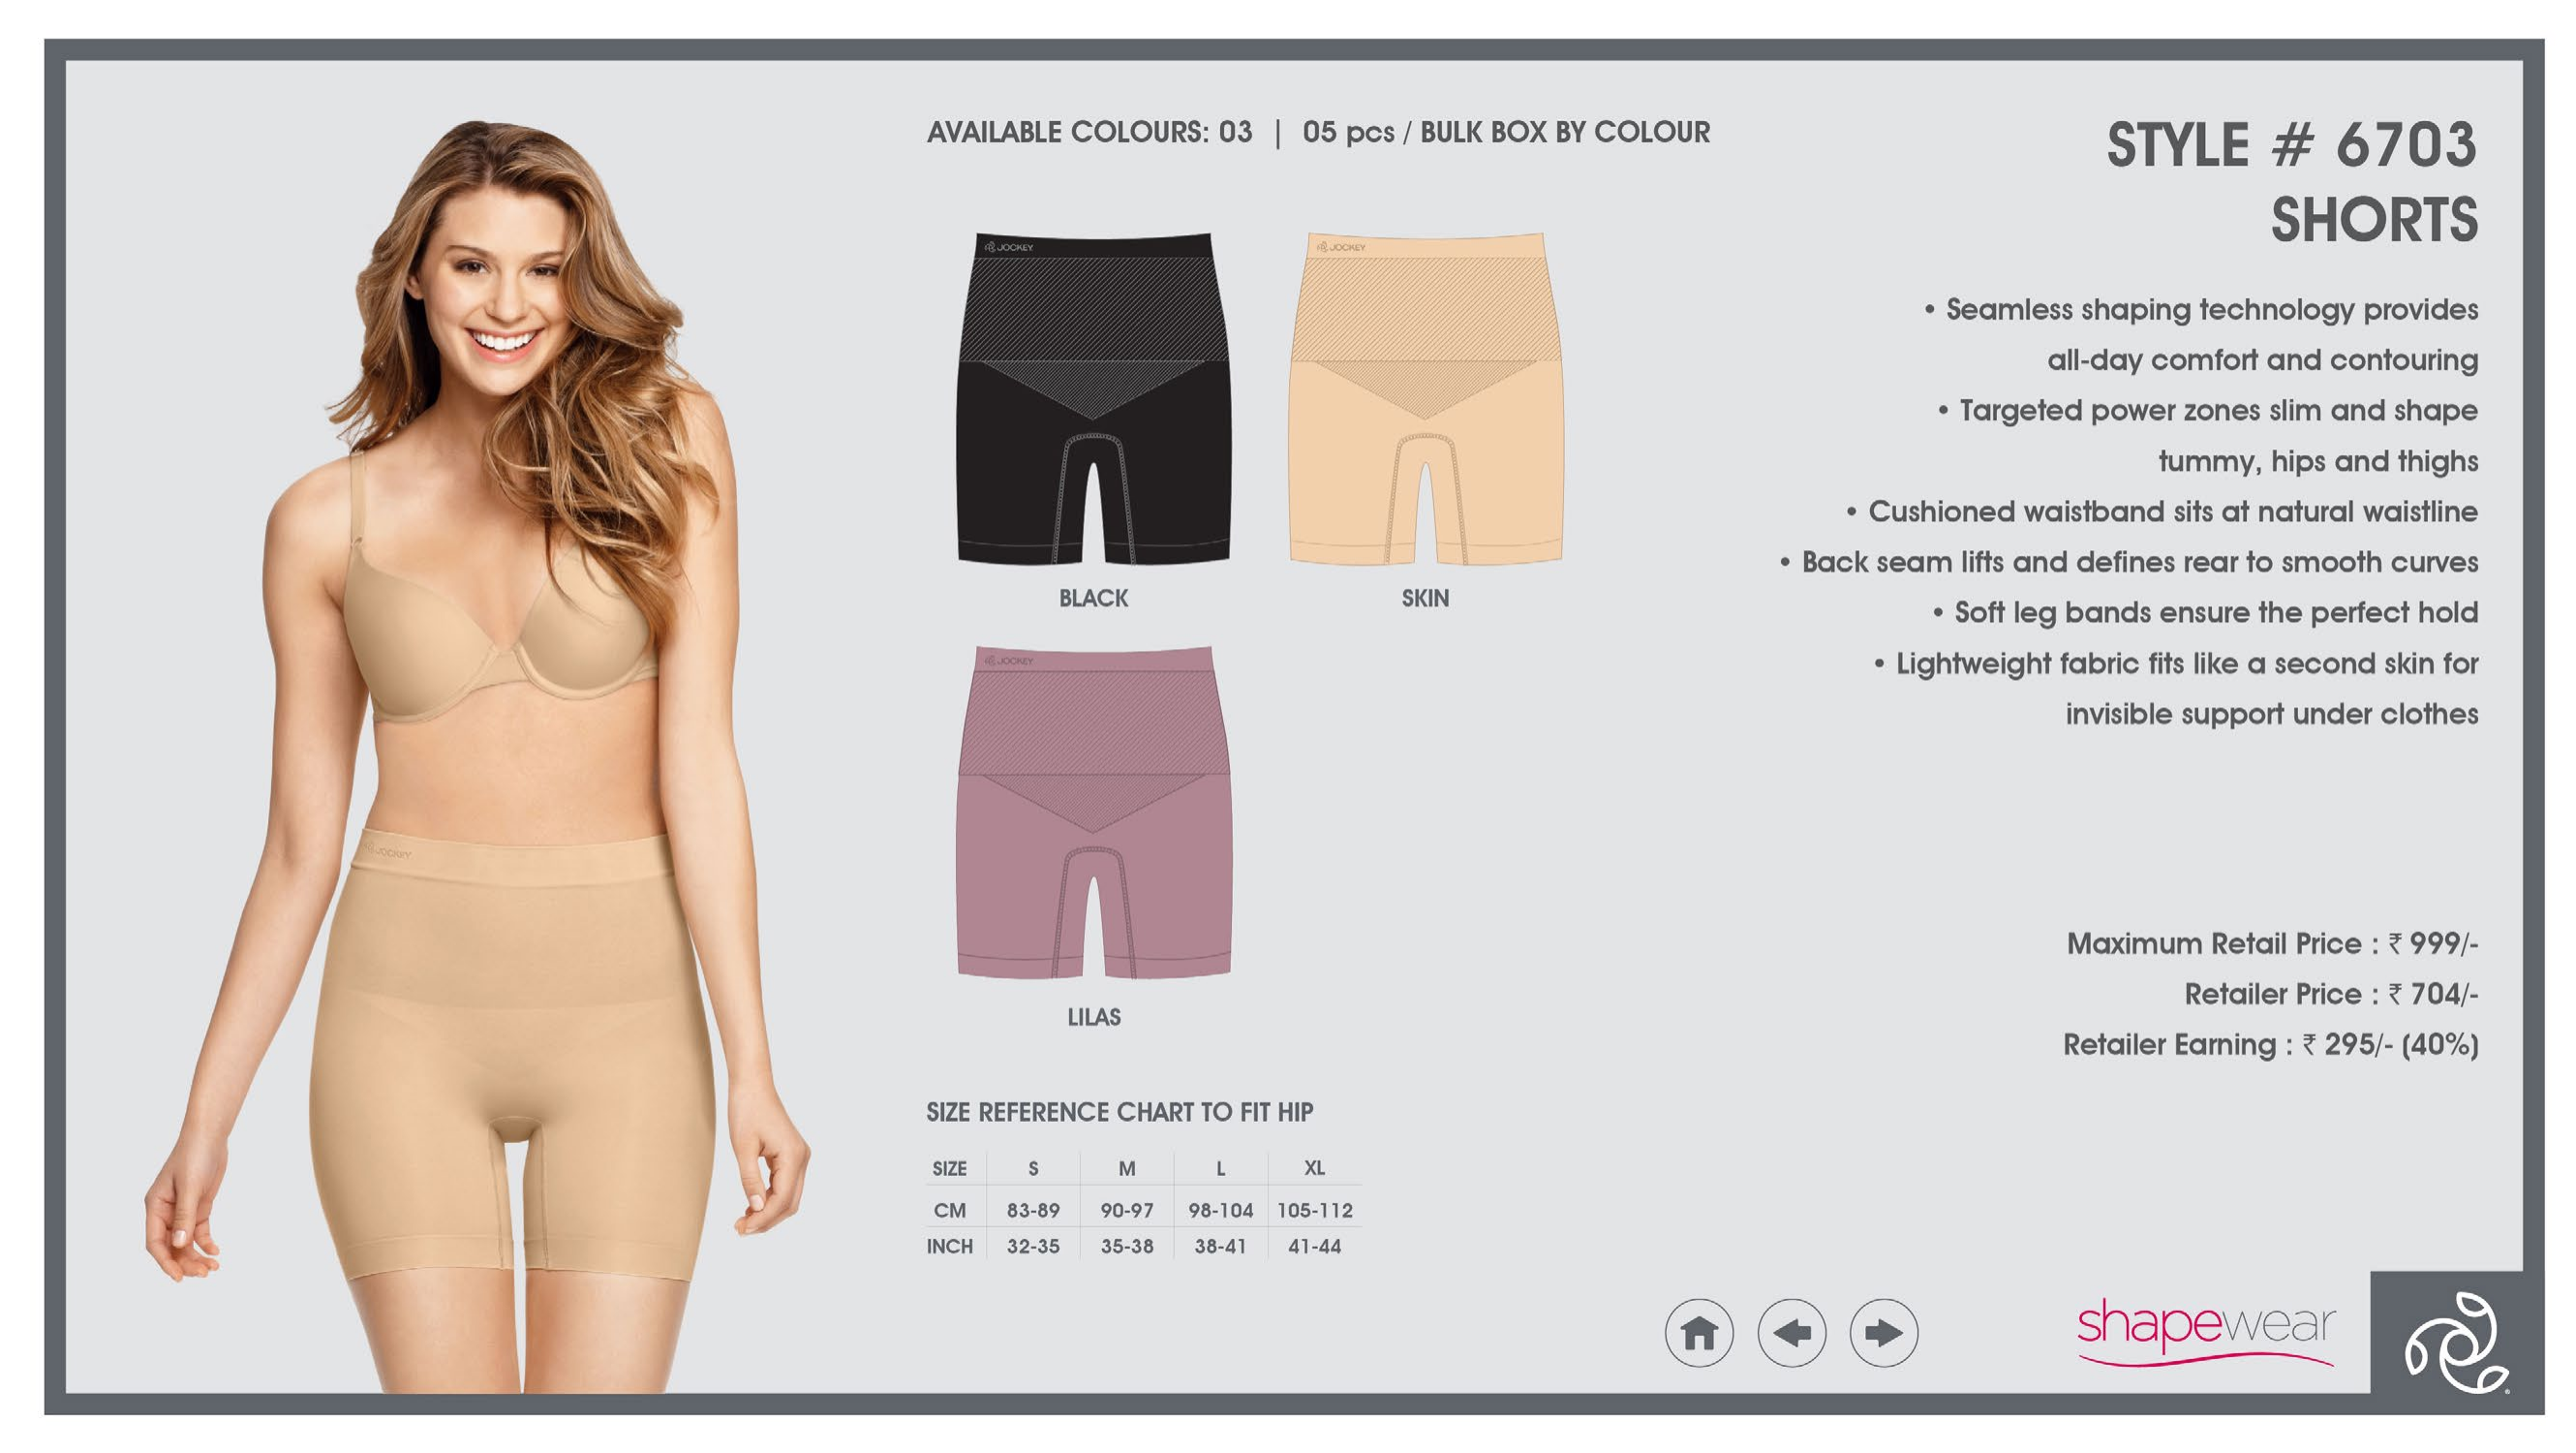 AVAILABLE COLOURS: 03 | 05 pcs / BULK BOX BY COLOUR
JOCKEY
JOCKEY
BLACK
SKIN
JOCKEY
LILAS
JOCKEY
SIZE REFERENCE CHART TO FIT HIP
SIZE S M L XL
CM 83-89 90-97 98-104 105-112
INCH 32-35 35-38 38-41 41-44
STYLE # 6703
SHORTS
• Seamless shaping technology provides
all-day comfort and contouring
• Targeted power zones slim and shape
tummy, hips and thighs
• Cushioned waistband sits at natural waistline
• Back seam lifts and defines rear to smooth curves
• Soft leg bands ensure the perfect hold
• Lightweight fabric fits like a second skin for
invisible support under clothes
Maximum Retail Price : ₹ 999/-
Retailer Price : ₹ 704/-
Retailer Earning : ₹ 295/- (40%)
shapewear